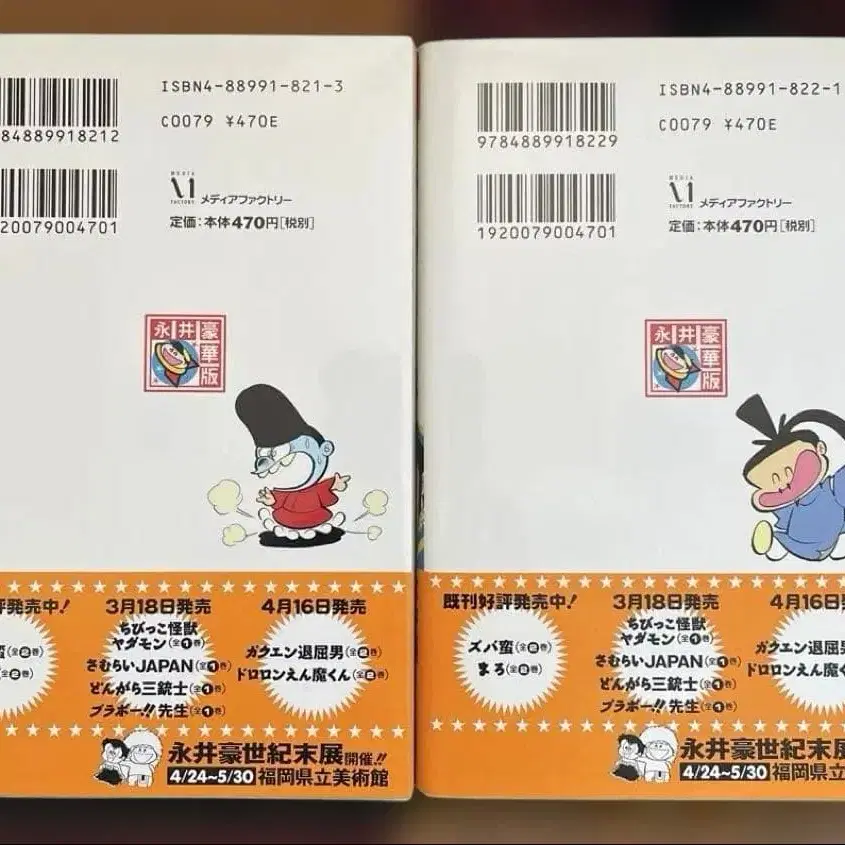 ISBN4-88991-821-3
C0079 ¥470E
84889918212
MEDIA
FACTORY
メディアファクトリー
定価:本体470円[税別]
20079004701
永井豪
華
版
評発売中!
3月18日発売
4月16日発売
ちびっこ怪獣
ヤダモン(全1巻)
さむらいJAPAN(全1巻)
どんがら三銃士(全1巻)
ブラボー!!先生(全1巻)
蛮(全2巻)
(全2巻)
ガクエン退屈男(全2巻)
ドロロンえん魔くん(全2巻)
永井豪世紀末展開催!!
4/24~5/30 福岡県立美術館
ISBN4-88991-822-1
C0079 ¥470E
9784889918229
MEDIA
FACTORY
メディアファクトリー
定価:本体470円[税別]
1920079004701
永井豪
華
版
既刊好評発売中!
3月18日発売
4月16日発
ズバ蛮(全2巻)
まろ(全2巻)
ちびっこ怪獣
ヤダモン(全1巻)
さむらいJAPAN(全1巻)
どんがら三銃士(全1巻)
ブラボー!!先生(全1巻)
ガクエン退屈男
ドロロンえん魔く
永井豪世紀末展
4/24~5/30 福岡県立美術